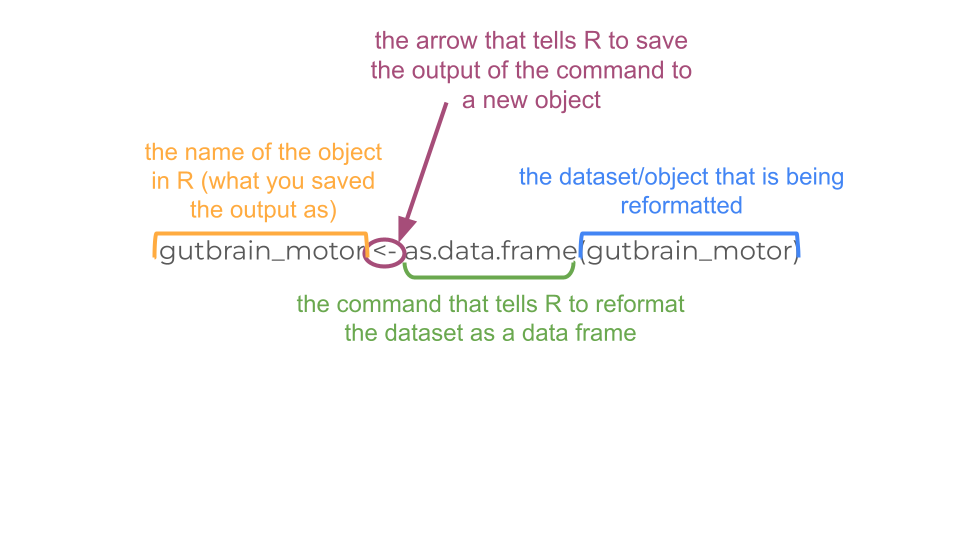 the arrow that tells R to save
the output of the command to
a new object
the name of the object
in R (what you saved
the output as)
the dataset/object that is being
reformatted
gutbrain_motor <- as.data.frame(gutbrain_motor)
the command that tells R to reformat
the dataset as a data frame